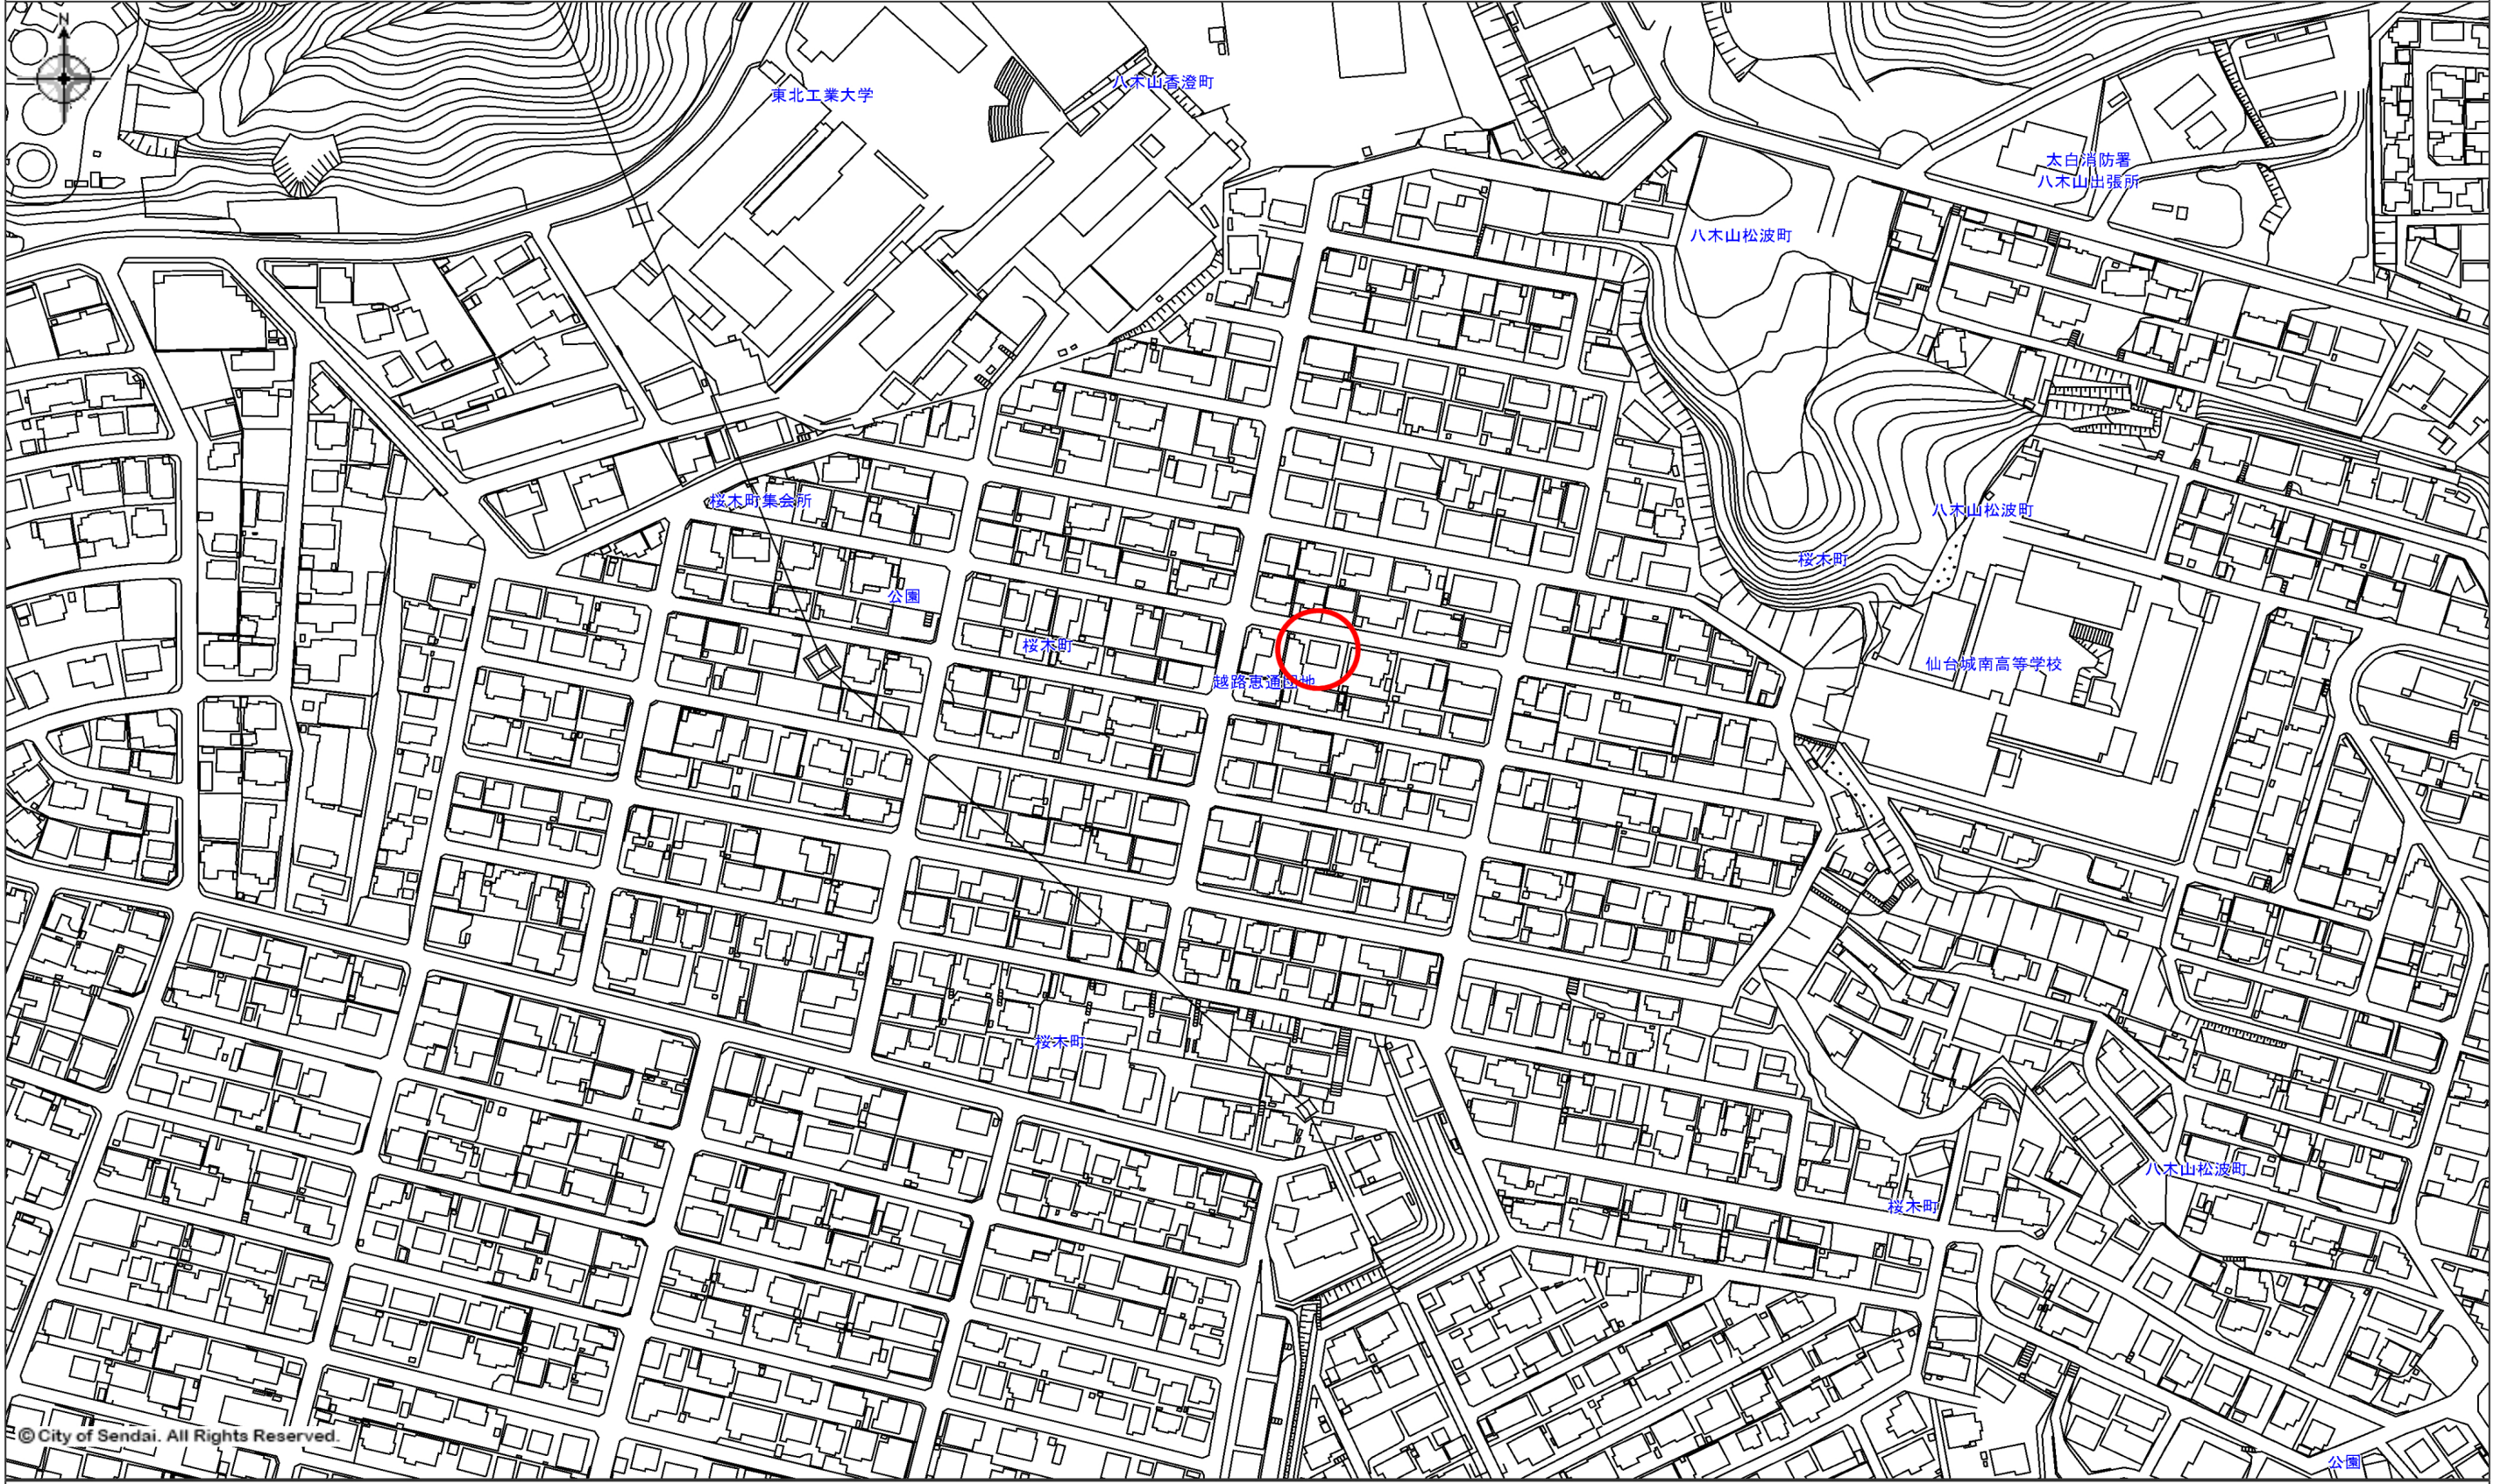 N
八木山香澄町
東北工業大学
太白消防署
八木山出張所
八木山松波町
桜木町集会所
八木山松波町
桜木町
公園
桜木町
仙台城南高等学校
越路恵通団地
桜木町
八木山松波町
桜木町
© City of Sendai. All Rights Reserved.
公園